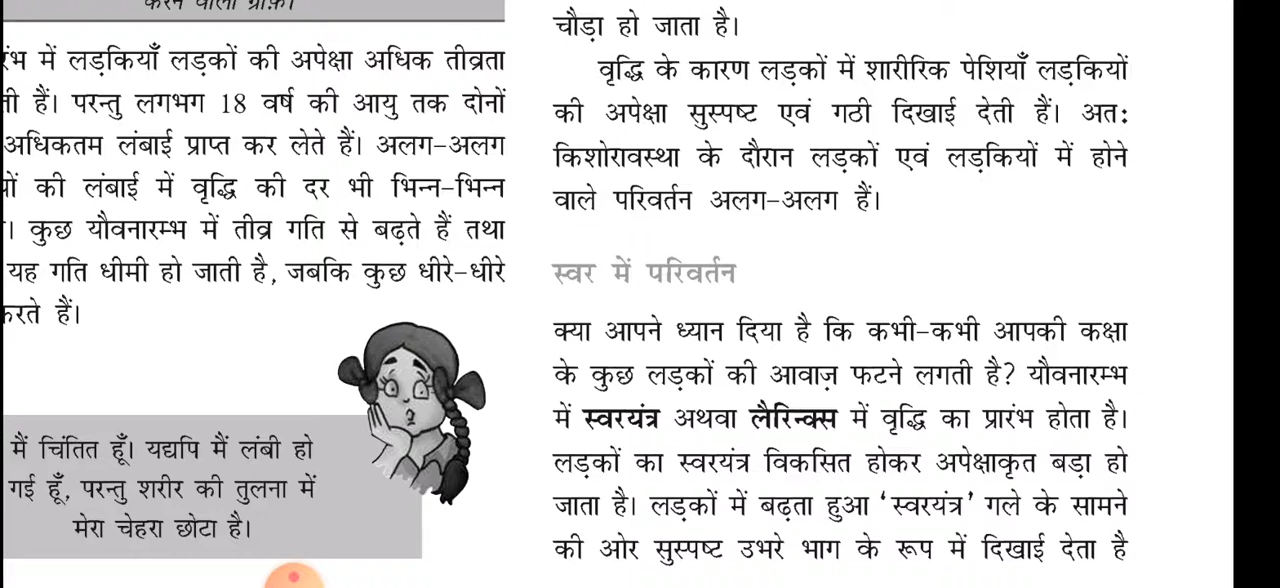 करने वाला ग्राफ़।
में लड़कियाँ लड़कों की अपेक्षा अधिक तीव्रता
हैं। परन्तु लगभग 18 वर्ष की आयु तक दोनों
अधिकतम लंबाई प्राप्त कर लेते हैं। अलग-अलग
की लंबाई में वृद्धि की दर भी भिन्न-भिन्न
। कुछ यौवनारम्भ में तीव्र गति से बढ़ते हैं तथा
यह गति धीमी हो जाती है, जबकि कुछ धीरे-धीरे
करते हैं।
मैं चिंतित हूँ। यद्यपि मैं लंबी हो
गई हूँ, परन्तु शरीर की तुलना में
मेरा चेहरा छोटा है।
चौड़ा हो जाता है।
वृद्धि के कारण लड़कों में शारीरिक पेशियाँ लड़कियों
की अपेक्षा सुस्पष्ट एवं गठी दिखाई देती हैं। अतः
किशोरावस्था के दौरान लड़कों एवं लड़कियों में होने
वाले परिवर्तन अलग-अलग हैं।
स्वर में परिवर्तन
क्या आपने ध्यान दिया है कि कभी-कभी आपकी कक्षा
के कुछ लड़कों की आवाज़ फटने लगती है? यौवनारम्भ
में स्वरयंत्र अथवा लैरिन्क्स में वृद्धि का प्रारंभ होता है।
लड़कों का स्वरयंत्र विकसित होकर अपेक्षाकृत बड़ा हो
जाता है। लड़कों में बढ़ता हुआ ‘स्वरयंत्र’ गले के सामने
की ओर सुस्पष्ट उभरे भाग के रूप में दिखाई देता है